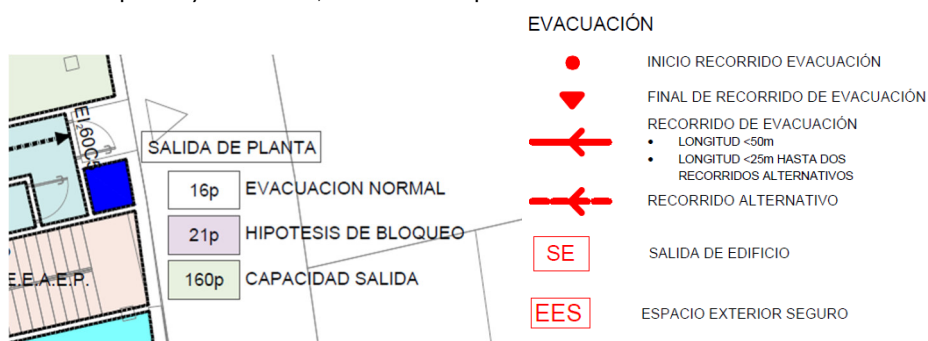 EVACUACIÓN
INICIO RECORRIDO EVACUACIÓN
FINAL DE RECORRIDO DE EVACUACIÓN
RECORRIDO DE EVACUACIÓN
• LONGITUD <50m
• LONGITUD <25m HASTA DOS
RECORRIDOS ALTERNATIVOS
RECORRIDO ALTERNATIVO
SE SALIDA DE EDIFICIO
EES ESPACIO EXTERIOR SEGURO
SALIDA DE PLANTA
16p EVACUACION NORMAL
21p HIPOTESIS DE BLOQUEO
160p CAPACIDAD SALIDA
E.E.A.E.P.